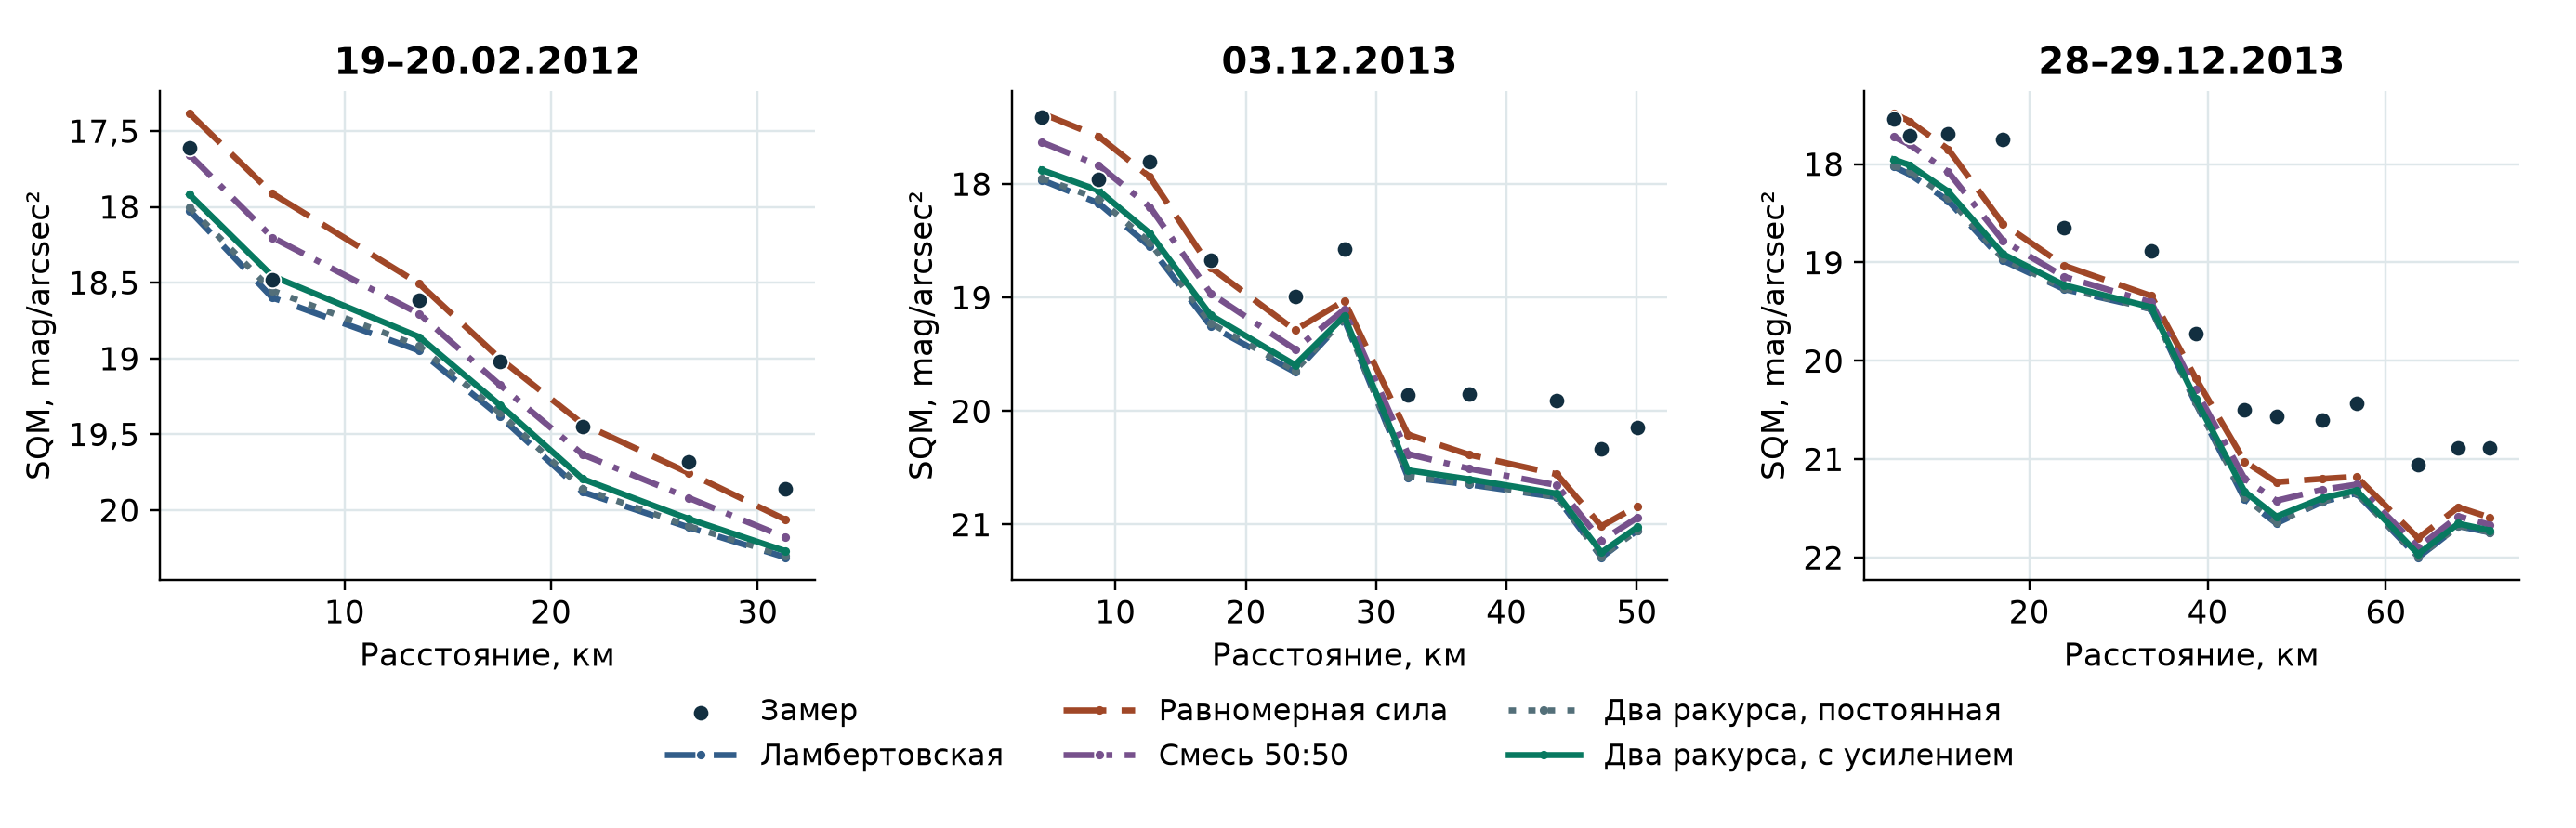 19–20.02.2012
03.12.2013
28–29.12.2013
SQM, mag/arcsec²
17,5
18
18,5
19
19,5
20
10
20
30
Расстояние, км
SQM, mag/arcsec²
18
19
20
21
10
20
30
40
50
Расстояние, км
SQM, mag/arcsec²
18
19
20
21
22
20
40
60
Расстояние, км
Замер
Ламбертовская
Равномерная сила
Смесь 50:50
Два ракурса, постоянная
Два ракурса, с усилением